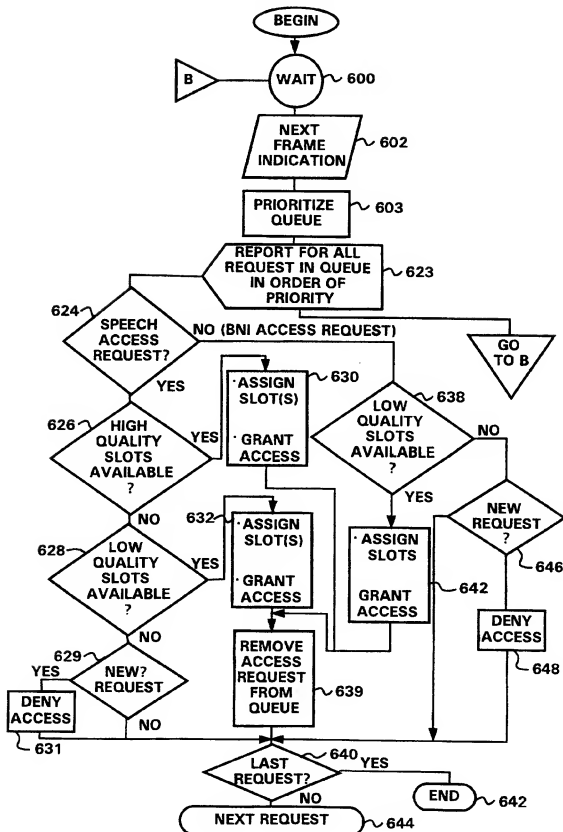 BEGIN
B
WAIT
600
NEXT
FRAME
INDICATION
602
PRIORITIZE
QUEUE
603
REPORT FOR ALL
REQUEST IN QUEUE
IN ORDER OF
PRIORITY
623
GO
TO B
624
SPEECH
ACCESS
REQUEST?
NO (BNI ACCESS REQUEST)
YES
626
HIGH
QUALITY
SLOTS
AVAILABLE
?
YES
NO
·ASSIGN
SLOT(S)
·GRANT
ACCESS
630
638
LOW
QUALITY
SLOTS
AVAILABLE
?
NO
YES
628
LOW
QUALITY
SLOTS
AVAILABLE
?
YES
NO
632
·ASSIGN
SLOT(S)
·GRANT
ACCESS
·ASSIGN
SLOTS
GRANT
ACCESS
642
NEW
REQUEST
?
646
DENY
ACCESS
648
629
NEW?
REQUEST
YES
NO
DENY
ACCESS
631
REMOVE
ACCESS
REQUEST
FROM
QUEUE
639
640
LAST
REQUEST?
YES
NO
END
642
NEXT REQUEST
644